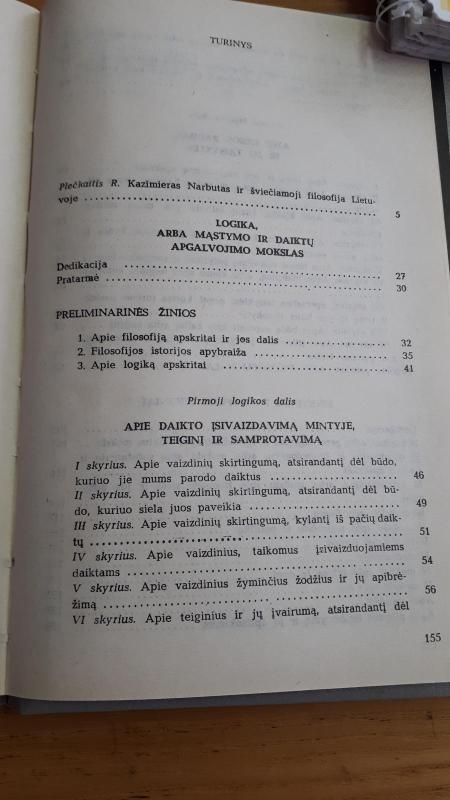 TURINYS
Plečkaitis R. Kazimieras Narbutas ir šviečiamoji filosofija Lietu-
voje ........................................ 5
LOGIKA,
ARBA MĄSTYMO IR DAIKTŲ
APGALVOJIMO MOKSLAS
Dedikacija ........................................ 27
Pratarmė ........................................ 30
PRELIMINARINĖS ŽINIOS
1. Apie filosofiją apskritai ir jos dalis .................... 32
2. Filosofijos istorijos apybraiža .................... 35
3. Apie logiką apskritai .................... 41
Pirmoji logikos dalis
APIE DAIKTO ĮSIVAIZDAVIMĄ MINTYJE,
TEIGINĮ IR SAMPROTAVIMĄ
I skyrius. Apie vaizdinių skirtingumą, atsirandantį dėl būdo,
kuriuo jie mums parodo daiktus .................... 46
II skyrius. Apie vaizdinių skirtingumą, atsirandantį dėl bū-
do, kuriuo siela juos paveikia .................... 49
III skyrius. Apie vaizdinių skirtingumą, kylantį iš pačių daik-
tų ........................................ 51
IV skyrius. Apie vaizdinius, taikomus įsivaizduojamiems
daiktams ........................................ 54
V skyrius. Apie vaizdinius žyminčius žodžius ir jų apibrė-
žimą ........................................ 56
VI skyrius. Apie teiginius ir jų įvairumą, atsirandantį dėl
155